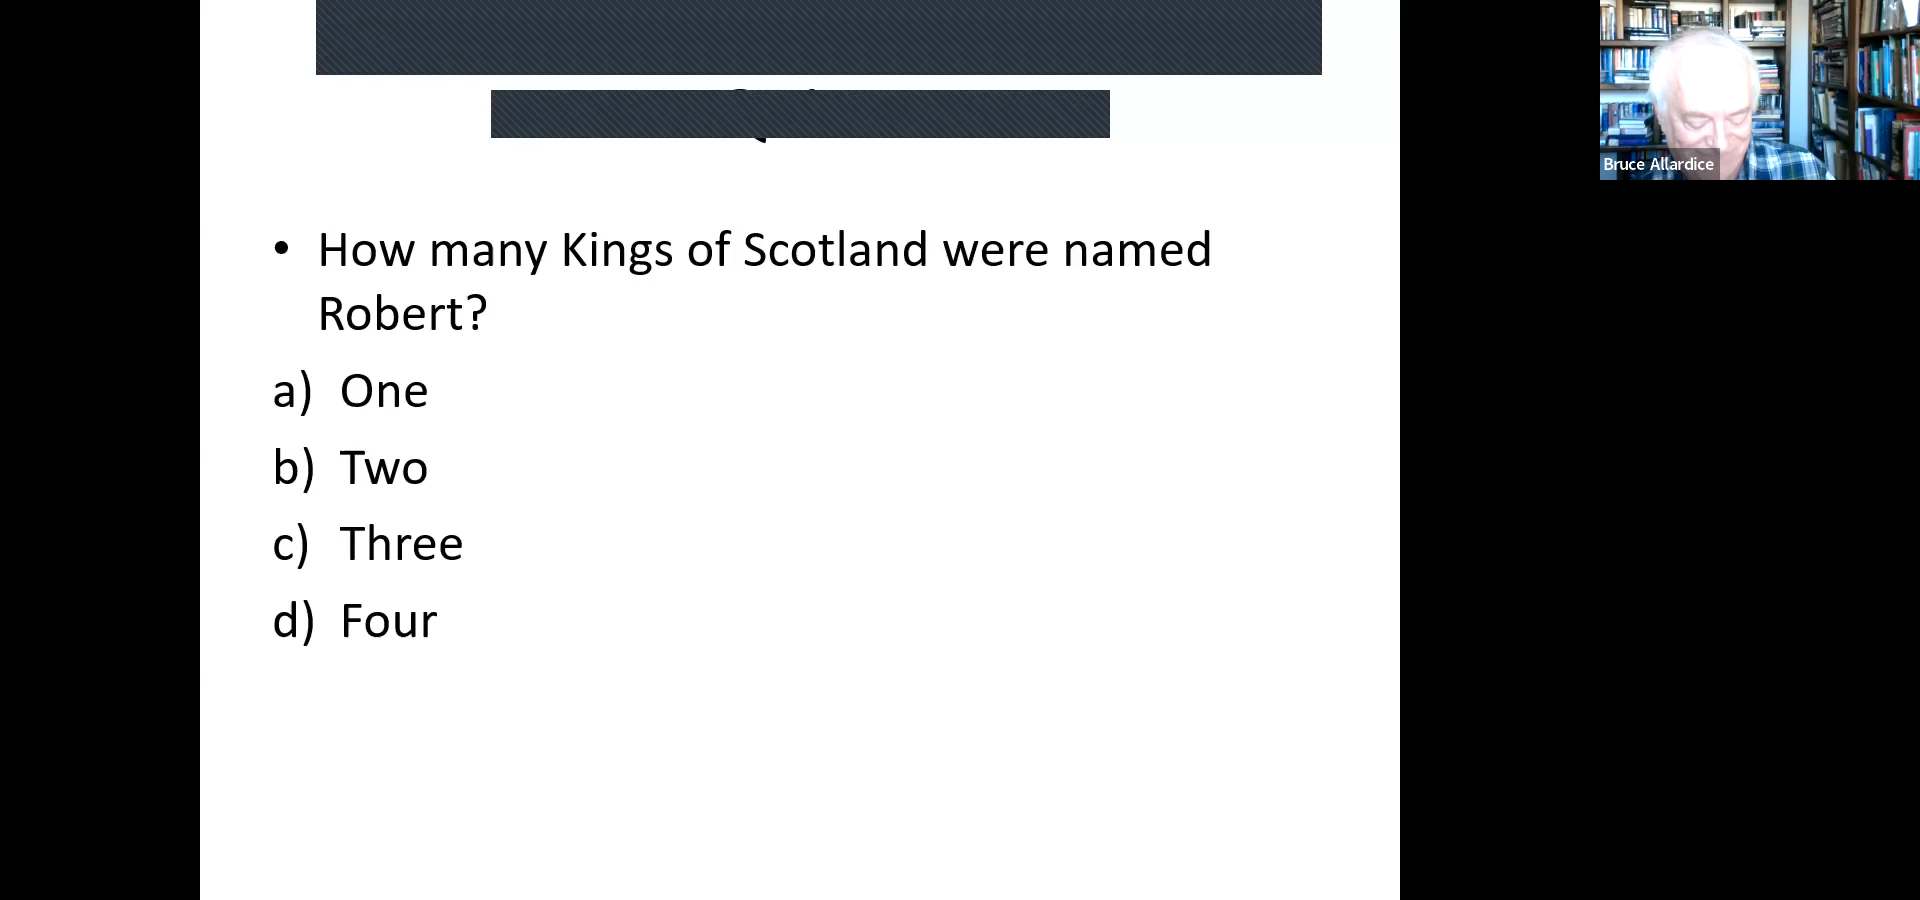 • How many Kings of Scotland were named
Robert?
a) One
b) Two
c) Three
d) Four
Bruce Allardice